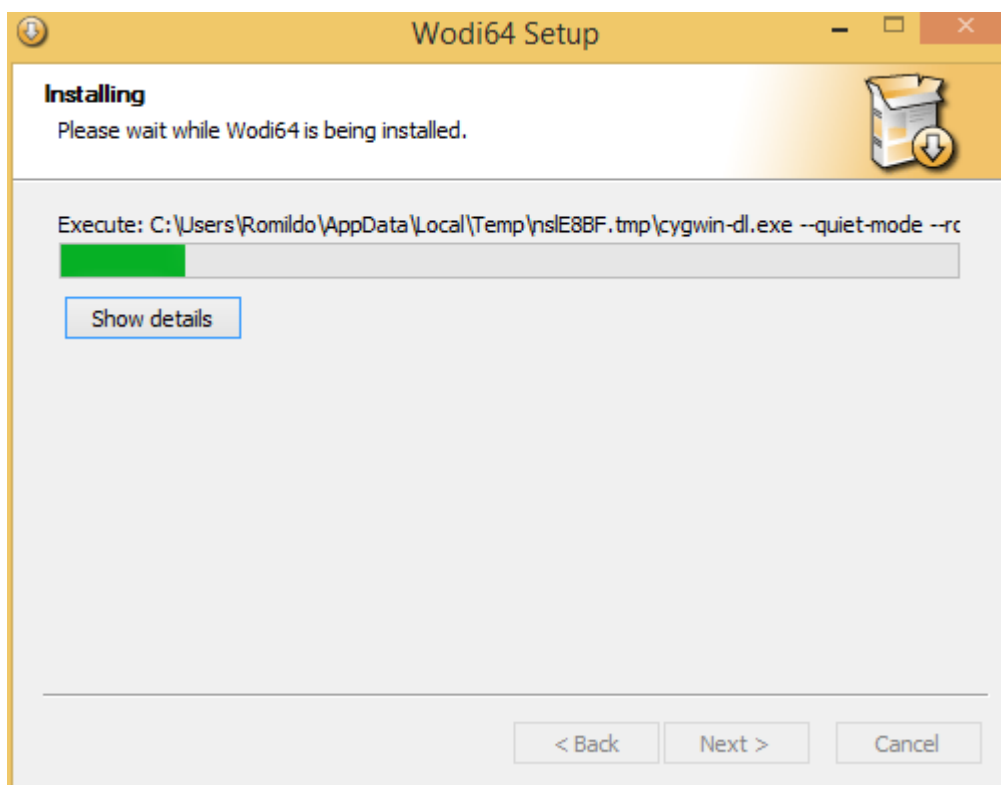 Wodi64 Setup
Installing
Please wait while Wodi64 is being installed.
Execute: C:\Users\Romildo\AppData\Local\Temp\nslE8BF.tmp\cygwin-dl.exe --quiet-mode --rc
Show details
< Back
Next >
Cancel